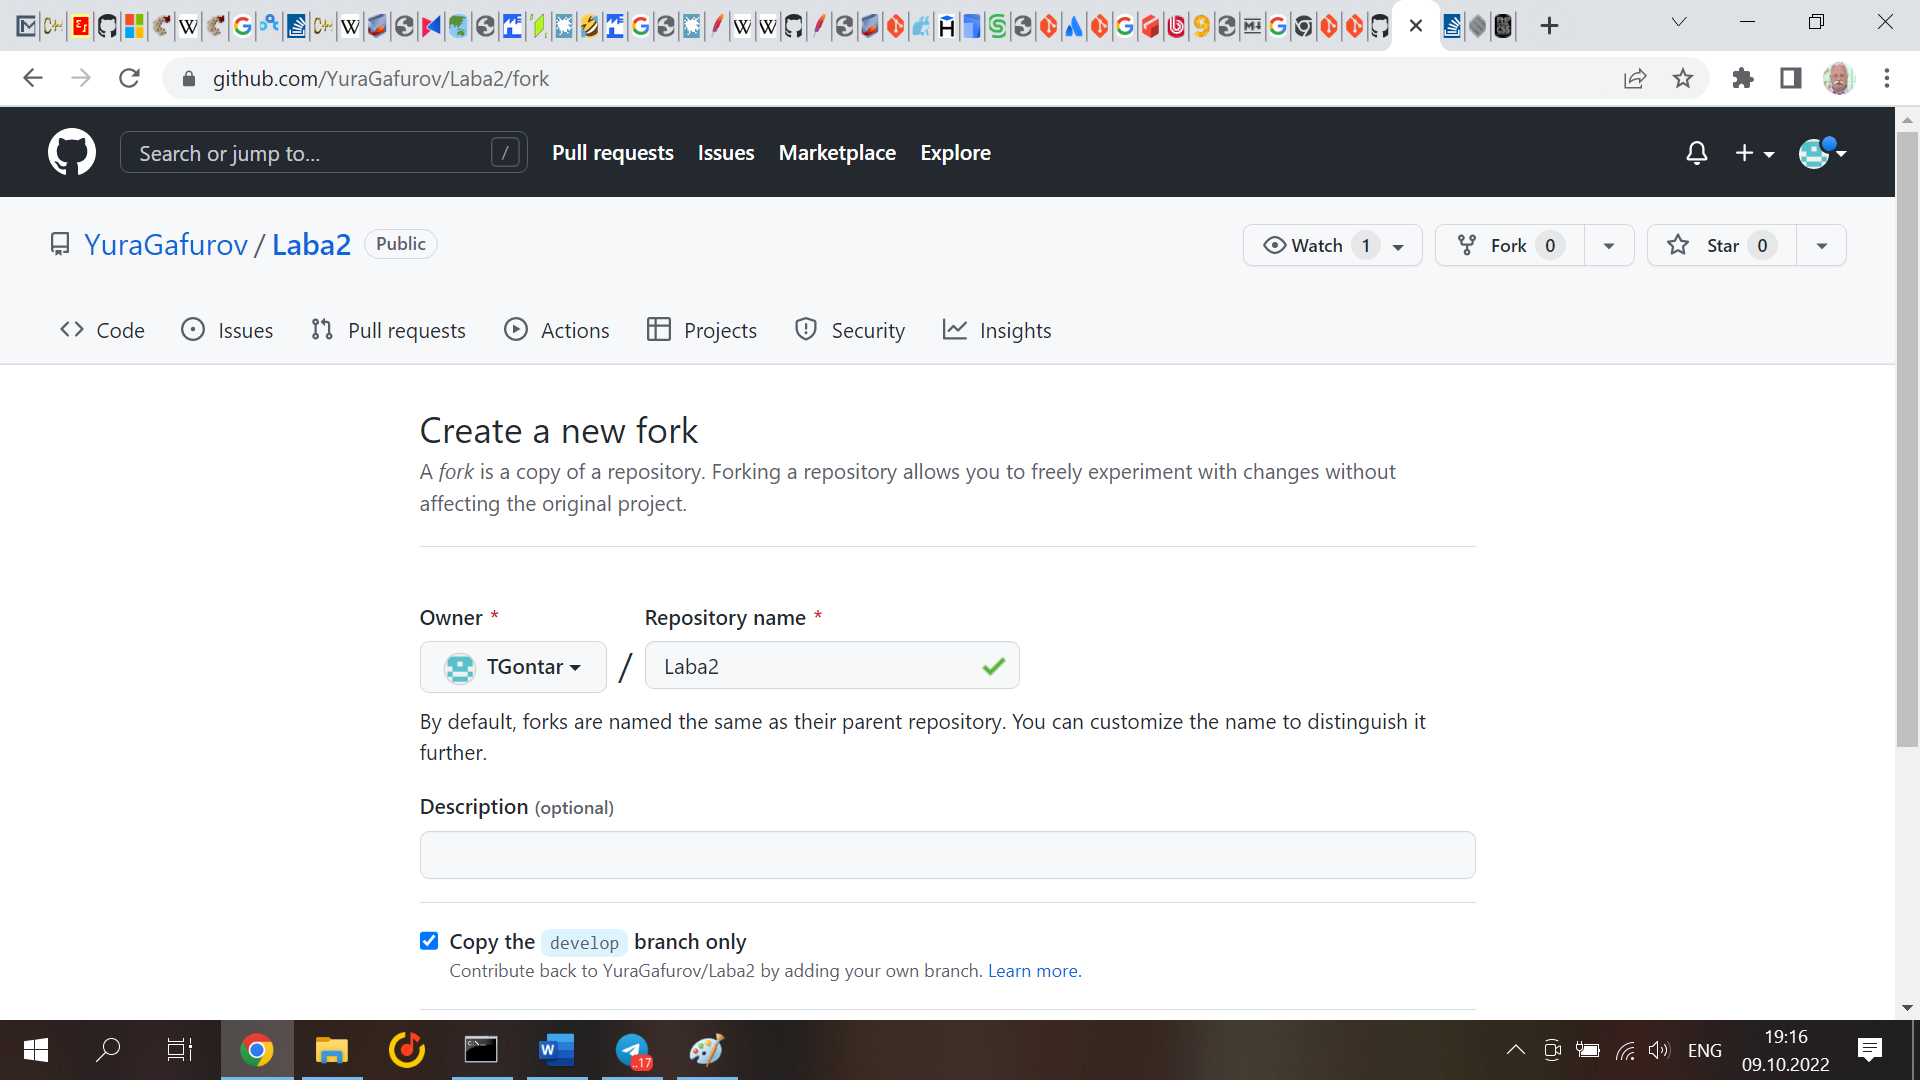 github.com/YuraGafurov/Laba2/fork
Search or jump to... /
Pull requests Issues Marketplace Explore
YuraGafurov / Laba2 Public
Watch 1 Fork 0 Star 0
Code Issues Pull requests Actions Projects Security Insights
Create a new fork
A fork is a copy of a repository. Forking a repository allows you to freely experiment with changes without
affecting the original project.
Owner * Repository name *
TGontar / Laba2
By default, forks are named the same as their parent repository. You can customize the name to distinguish it
further.
Description (optional)
Copy the develop branch only
Contribute back to YuraGafurov/Laba2 by adding your own branch. Learn more.
..17
ENG
19:16
09.10.2022